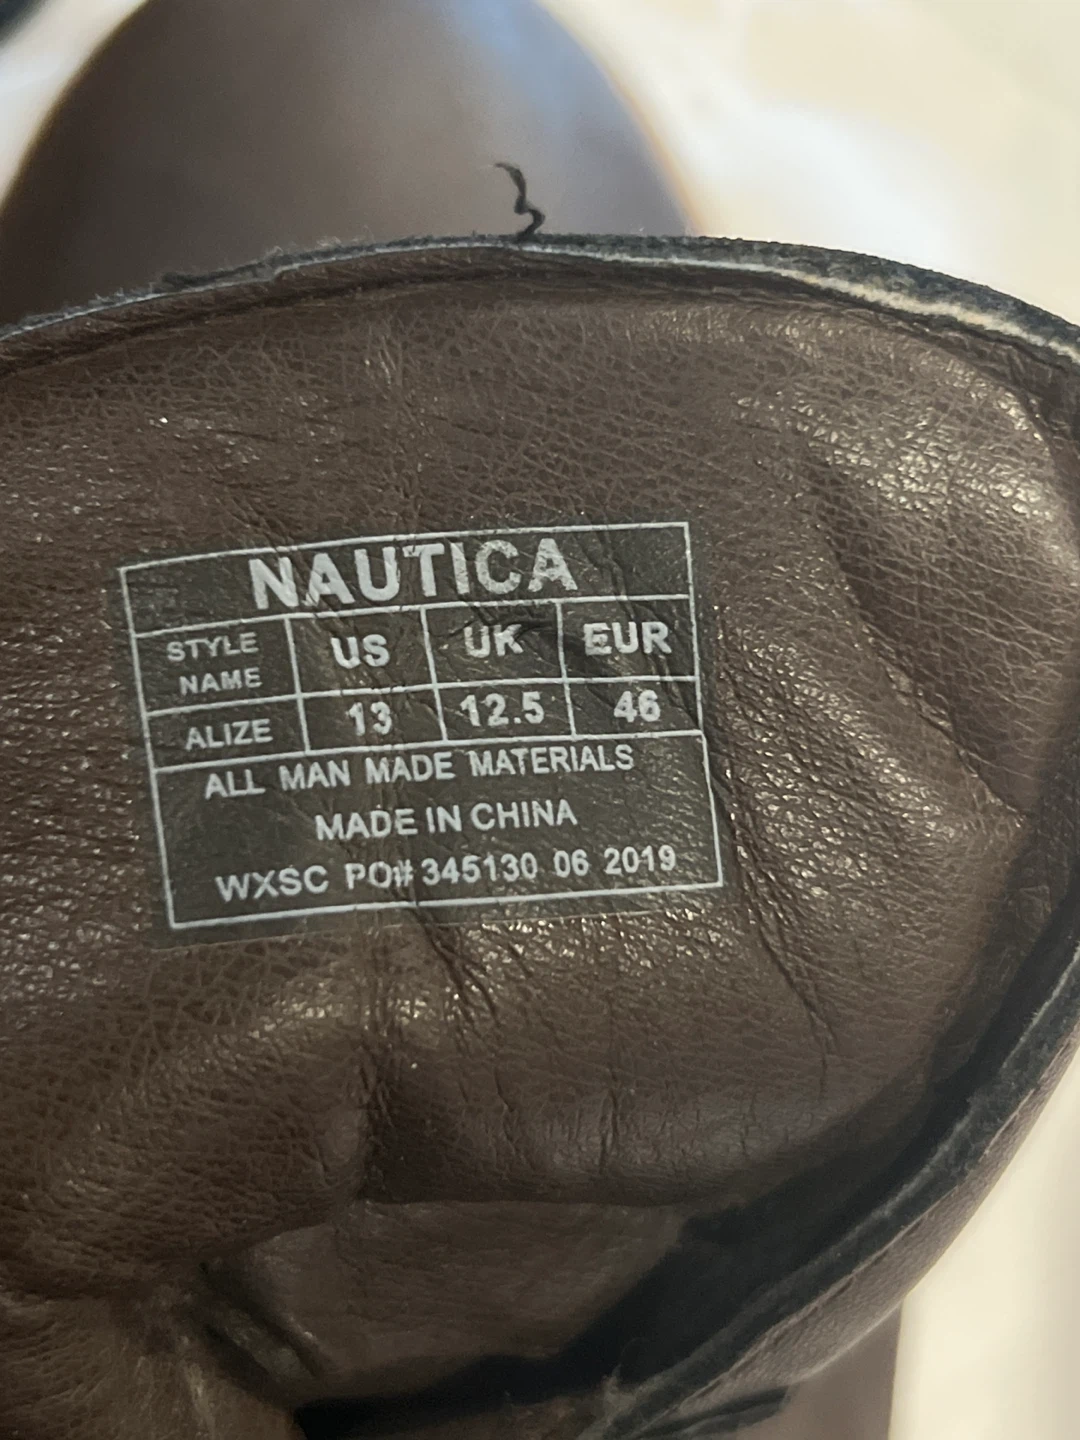 NAUTICA
STYLE NAME US UK EUR
ALIZE 13 12.5 46
ALL MAN MADE MATERIALS
MADE IN CHINA
WXSC PO# 345130 06 2019